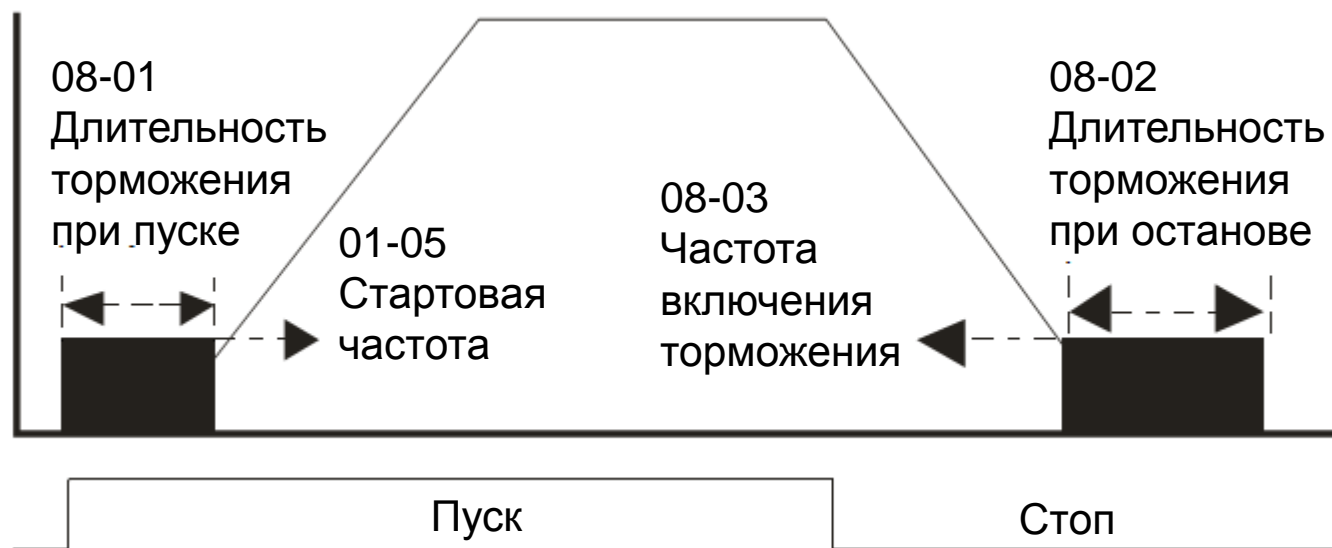 08-01
Длительность
торможения
при пуске
01-05
Стартовая
частота
08-03
Частота
включения
торможения
08-02
Длительность
торможения
при останове
Пуск
Стоп